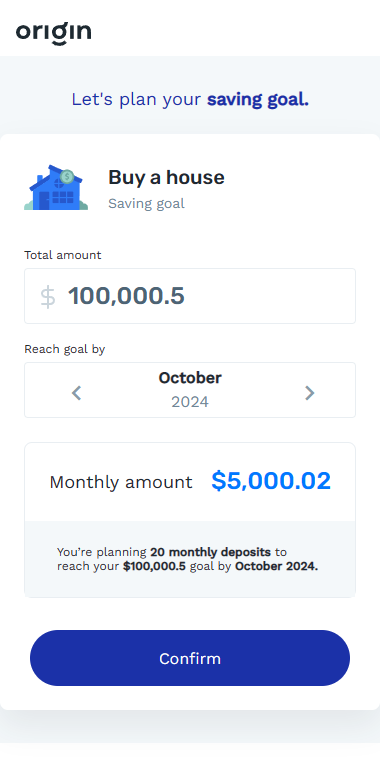 origin
Let's plan your saving goal.
$
Buy a house
Saving goal
Total amount
$ 100,000.5
Reach goal by
October
2024
Monthly amount $5,000.02
You're planning 20 monthly deposits to
reach your $100,000.5 goal by October 2024.
Confirm